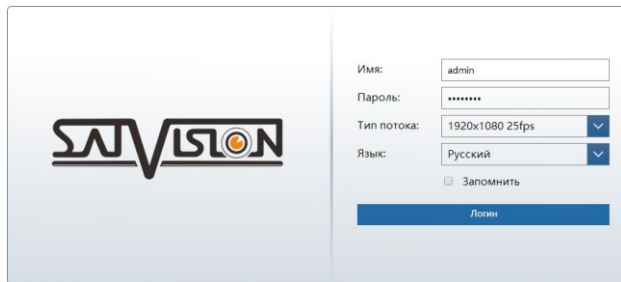 SATVISION
Имя: admin
Пароль: ••••••••
Тип потока: 1920x1080 25fps
Язык: Русский
Запомнить
Логин